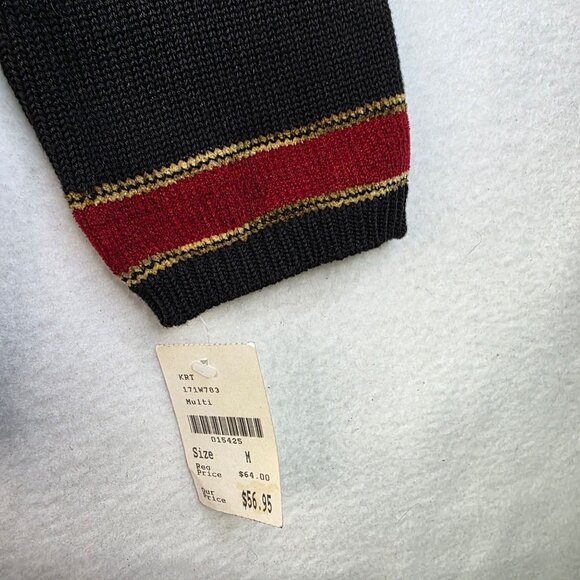 KRT
171W783
Multi
015425
Size M
Reg
Price $64.00
Our
Price $56.95